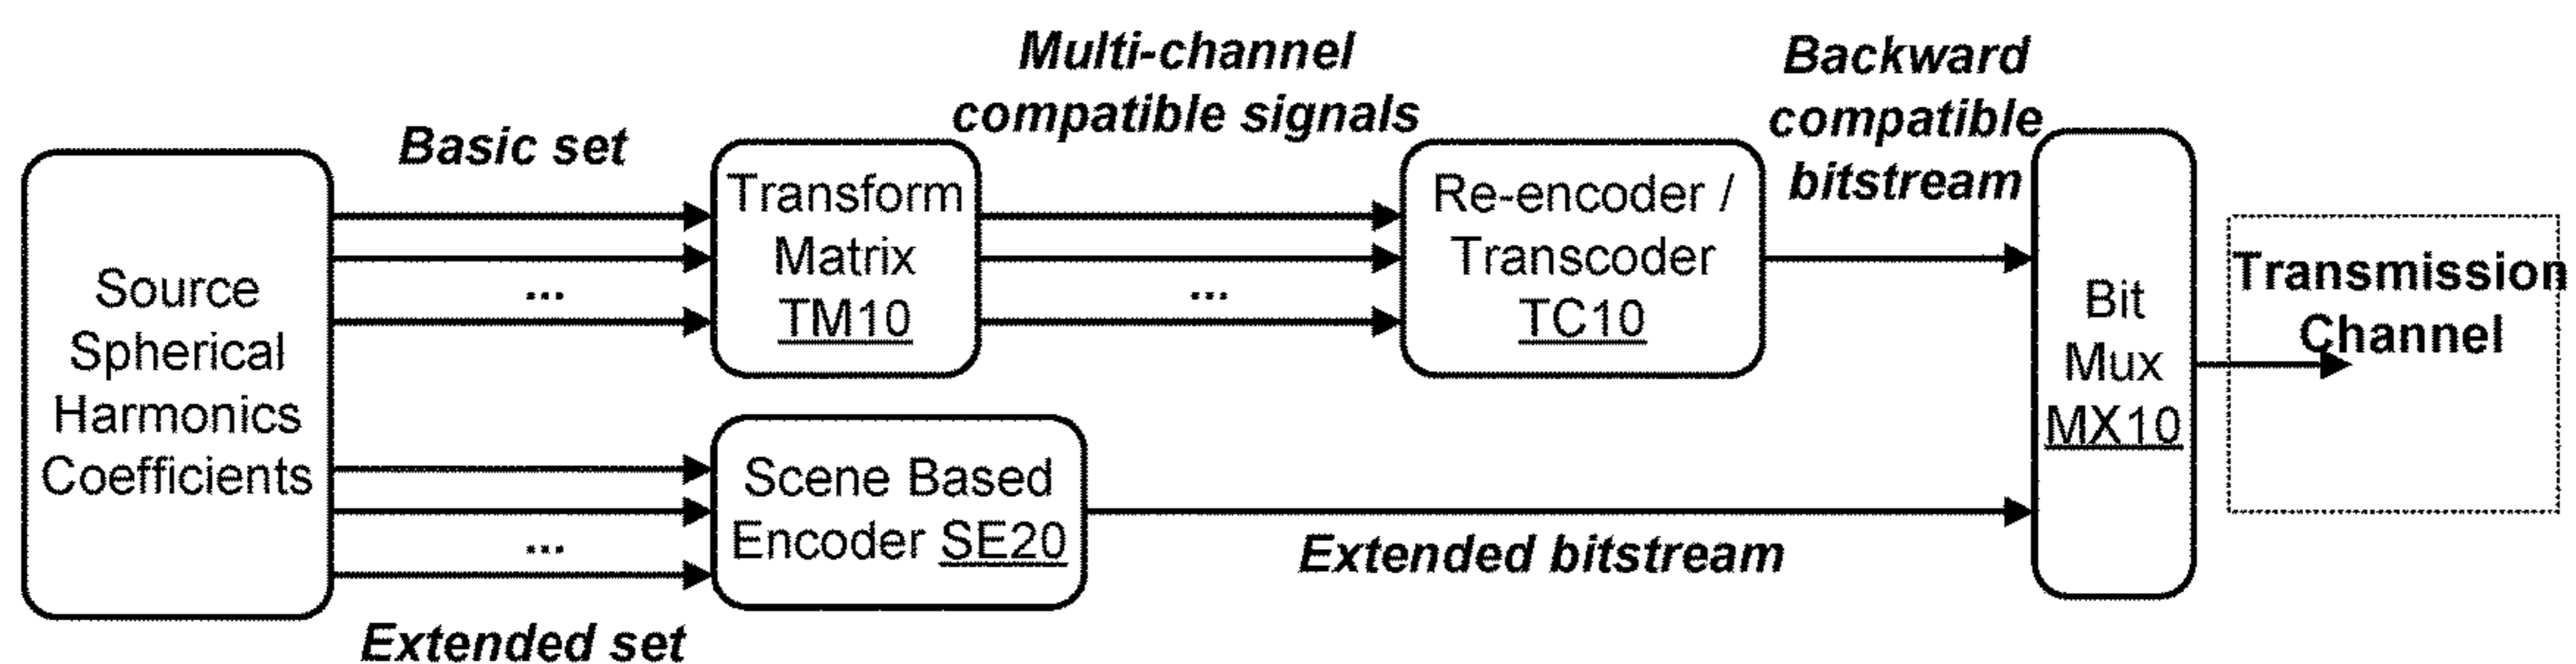 Source
Spherical
Harmonics
Coefficients
Basic set
...
Transform
Matrix
TM10
Multi-channel
compatible signals
...
Re-encoder /
Transcoder
TC10
Backward
compatible
bitstream
Extended set
...
Scene Based
Encoder SE20
Extended bitstream
Bit
Mux
MX10
Transmission
Channel